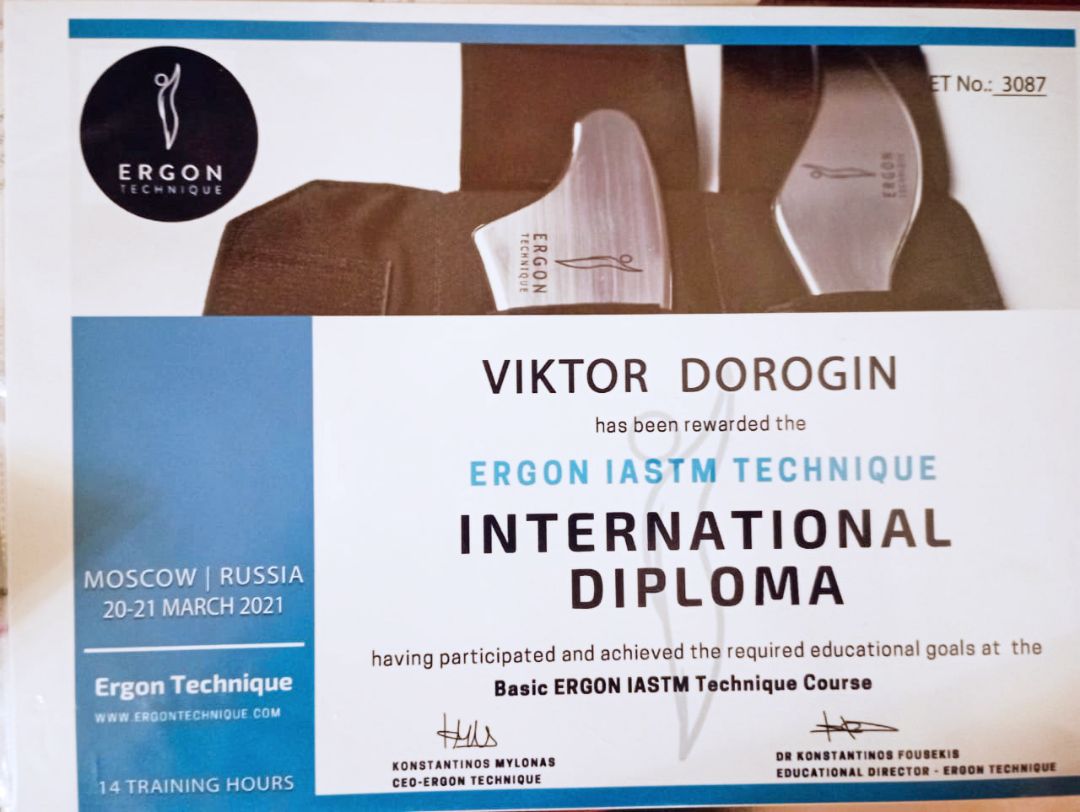 ERGON
TECHNIQUE
ET No.: 3087
ERGON
TECHNIQUE
ERGON
TECHNIQUE
VIKTOR DOROGIN
has been rewarded the
ERGON IASTM TECHNIQUE
INTERNATIONAL
DIPLOMA
having participated and achieved the required educational goals at the
Basic ERGON IASTM Technique Course
MOSCOW | RUSSIA
20-21 MARCH 2021
Ergon Technique
WWW.ERGONTECHNIQUE.COM
14 TRAINING HOURS
KONSTANTINOS MYLONAS
CEO-ERGON TECHNIQUE
DR KONSTANTINOS FOUSEKIS
EDUCATIONAL DIRECTOR - ERGON TECHNIQUE